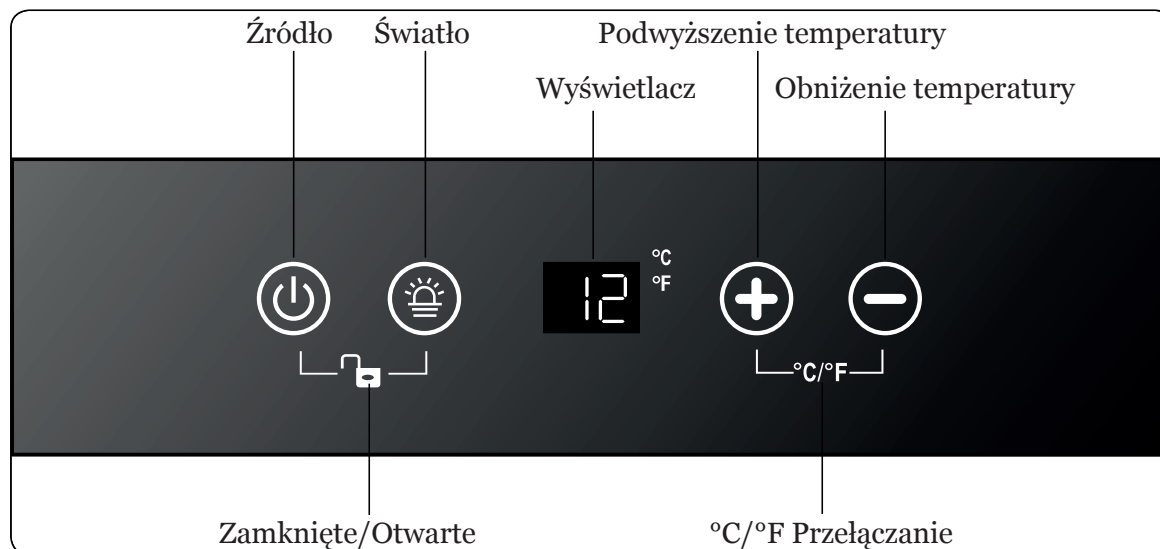 Źródło Światło Podwyższenie temperatury
Wyświetlacz Obniżenie temperatury
°C
°F
12
°C/°F
Zamknięte/Otwarte °C/°F Przełączanie